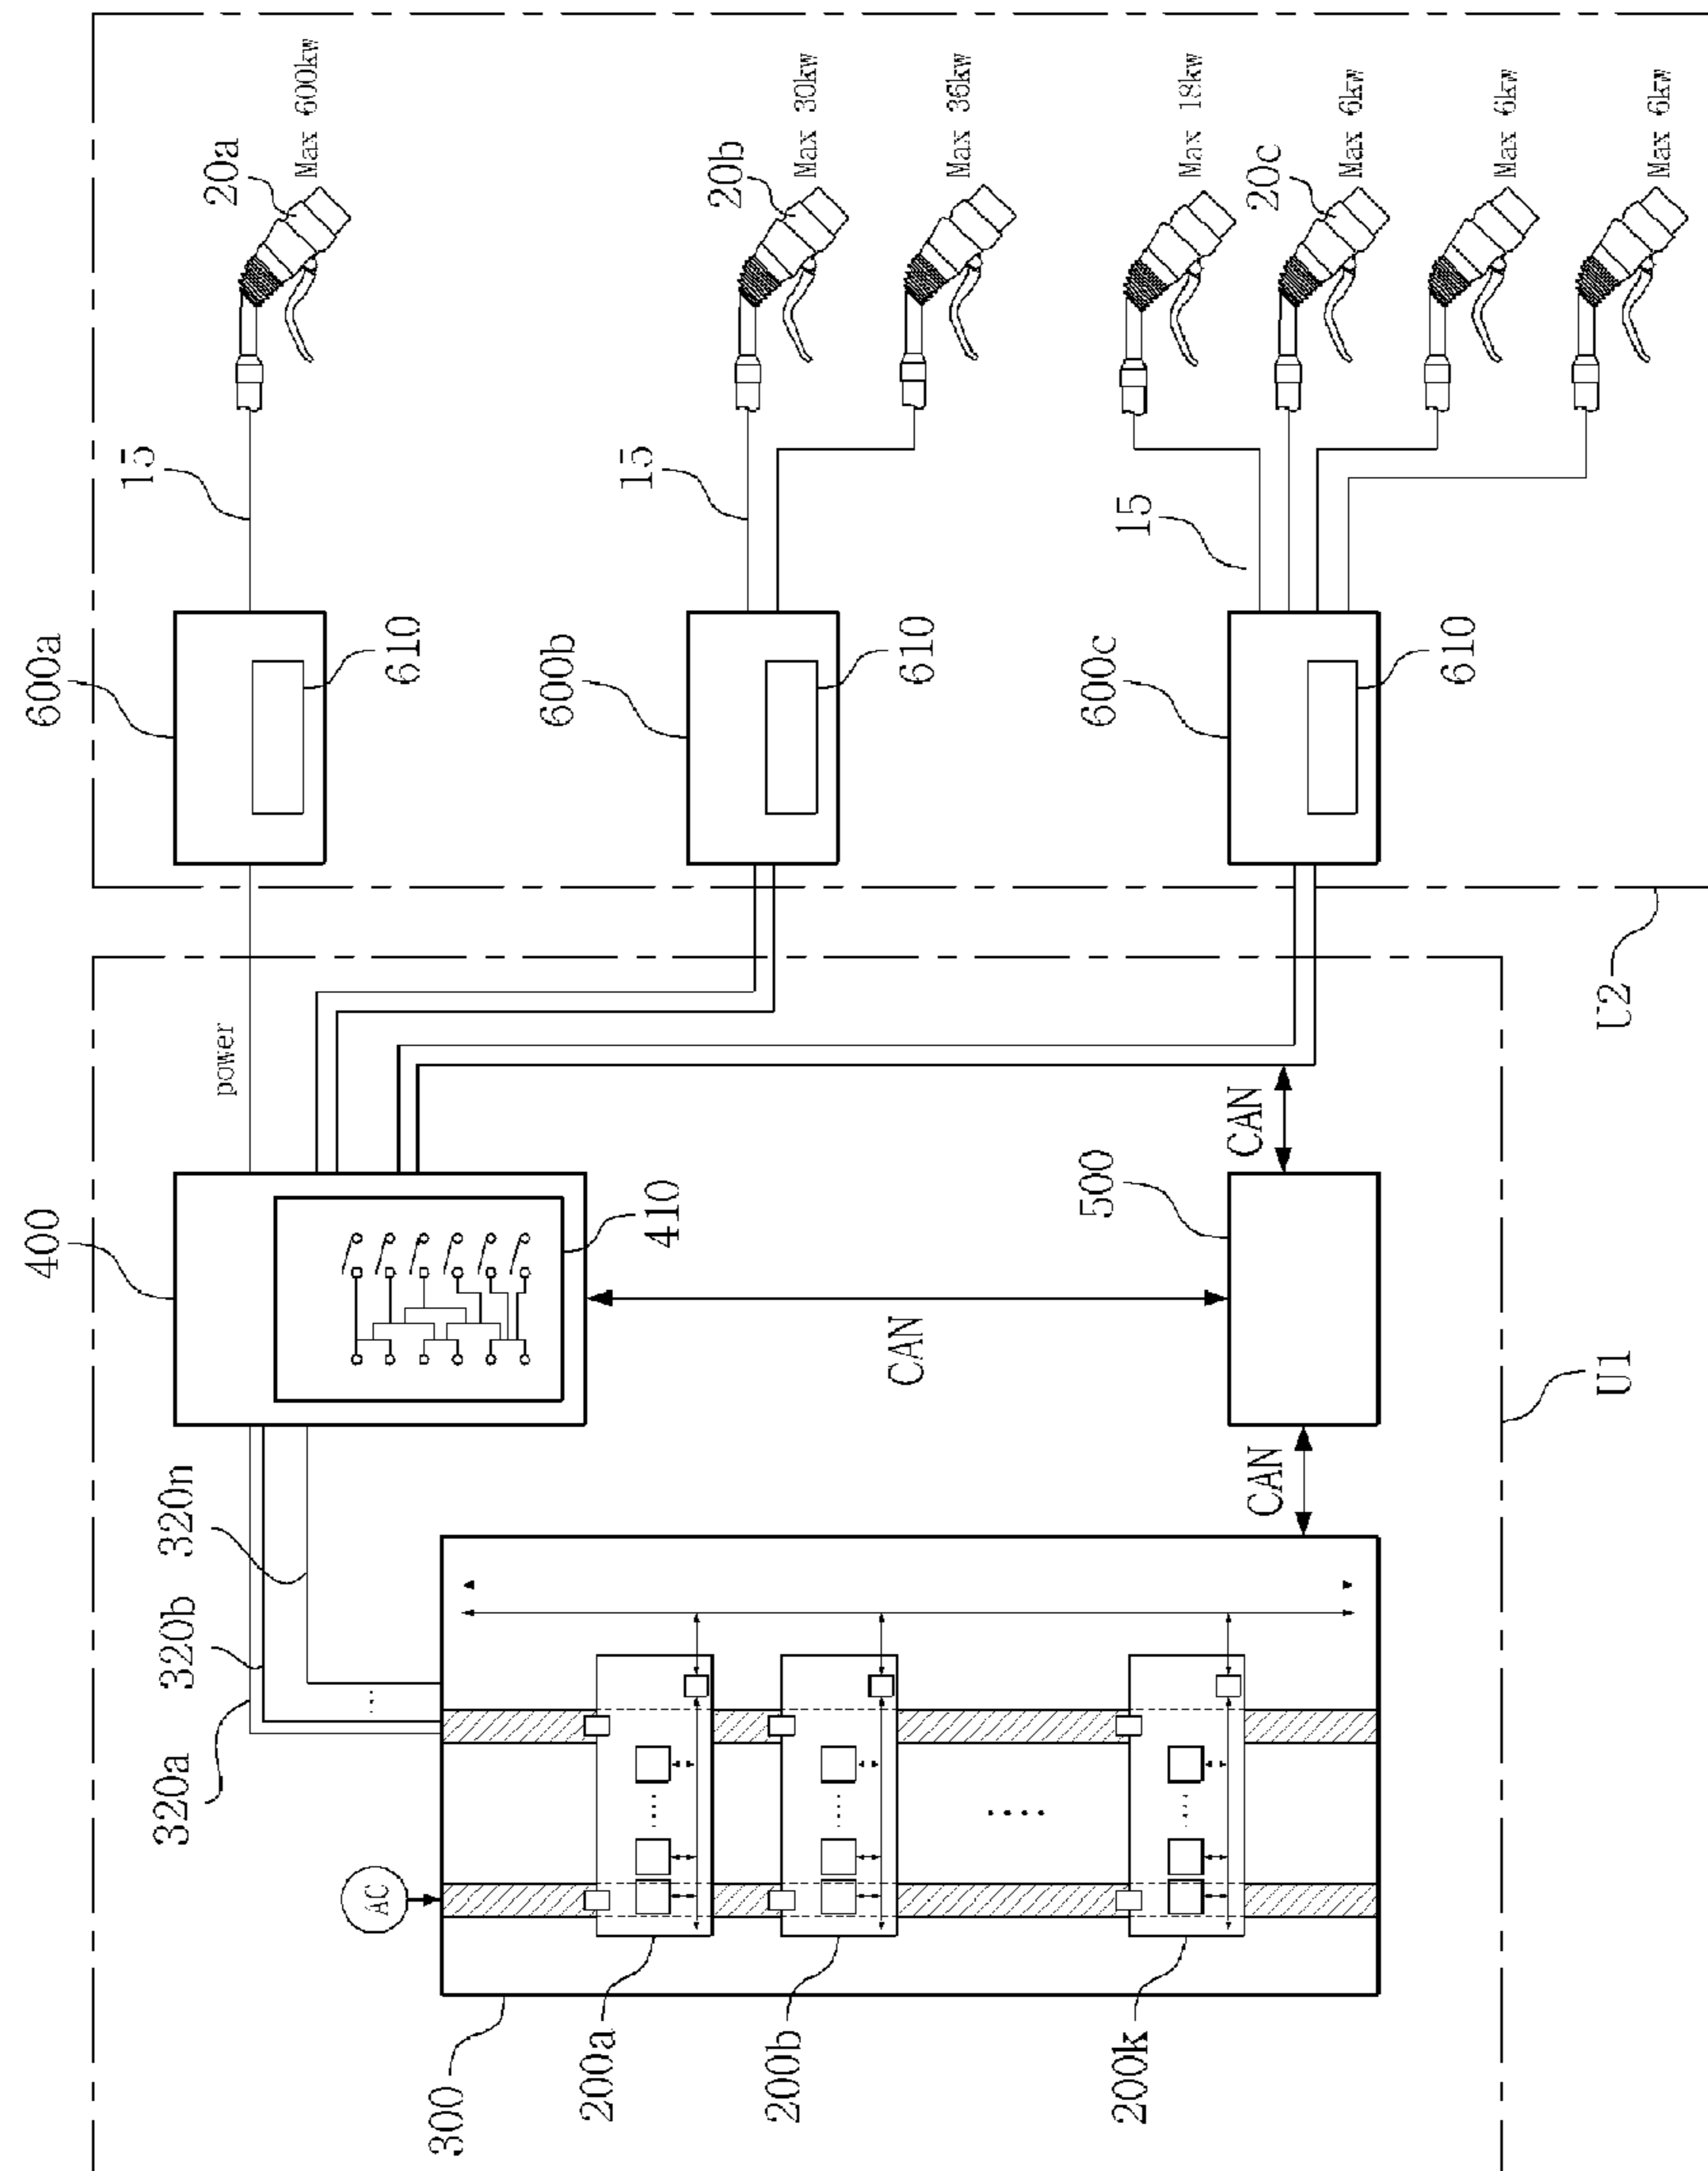 400
600a
320a
320b
320n
15
20a
power
Max 600kw
AC
610
300
600b
200a
15
410
20b
200b
Max 30kw
CAN
610
Max 36kw
500
600c
200k
15
Max 18kw
CAN
CAN
20c
Max 6kw
610
Max 6kw
U1
U2
Max 6kw